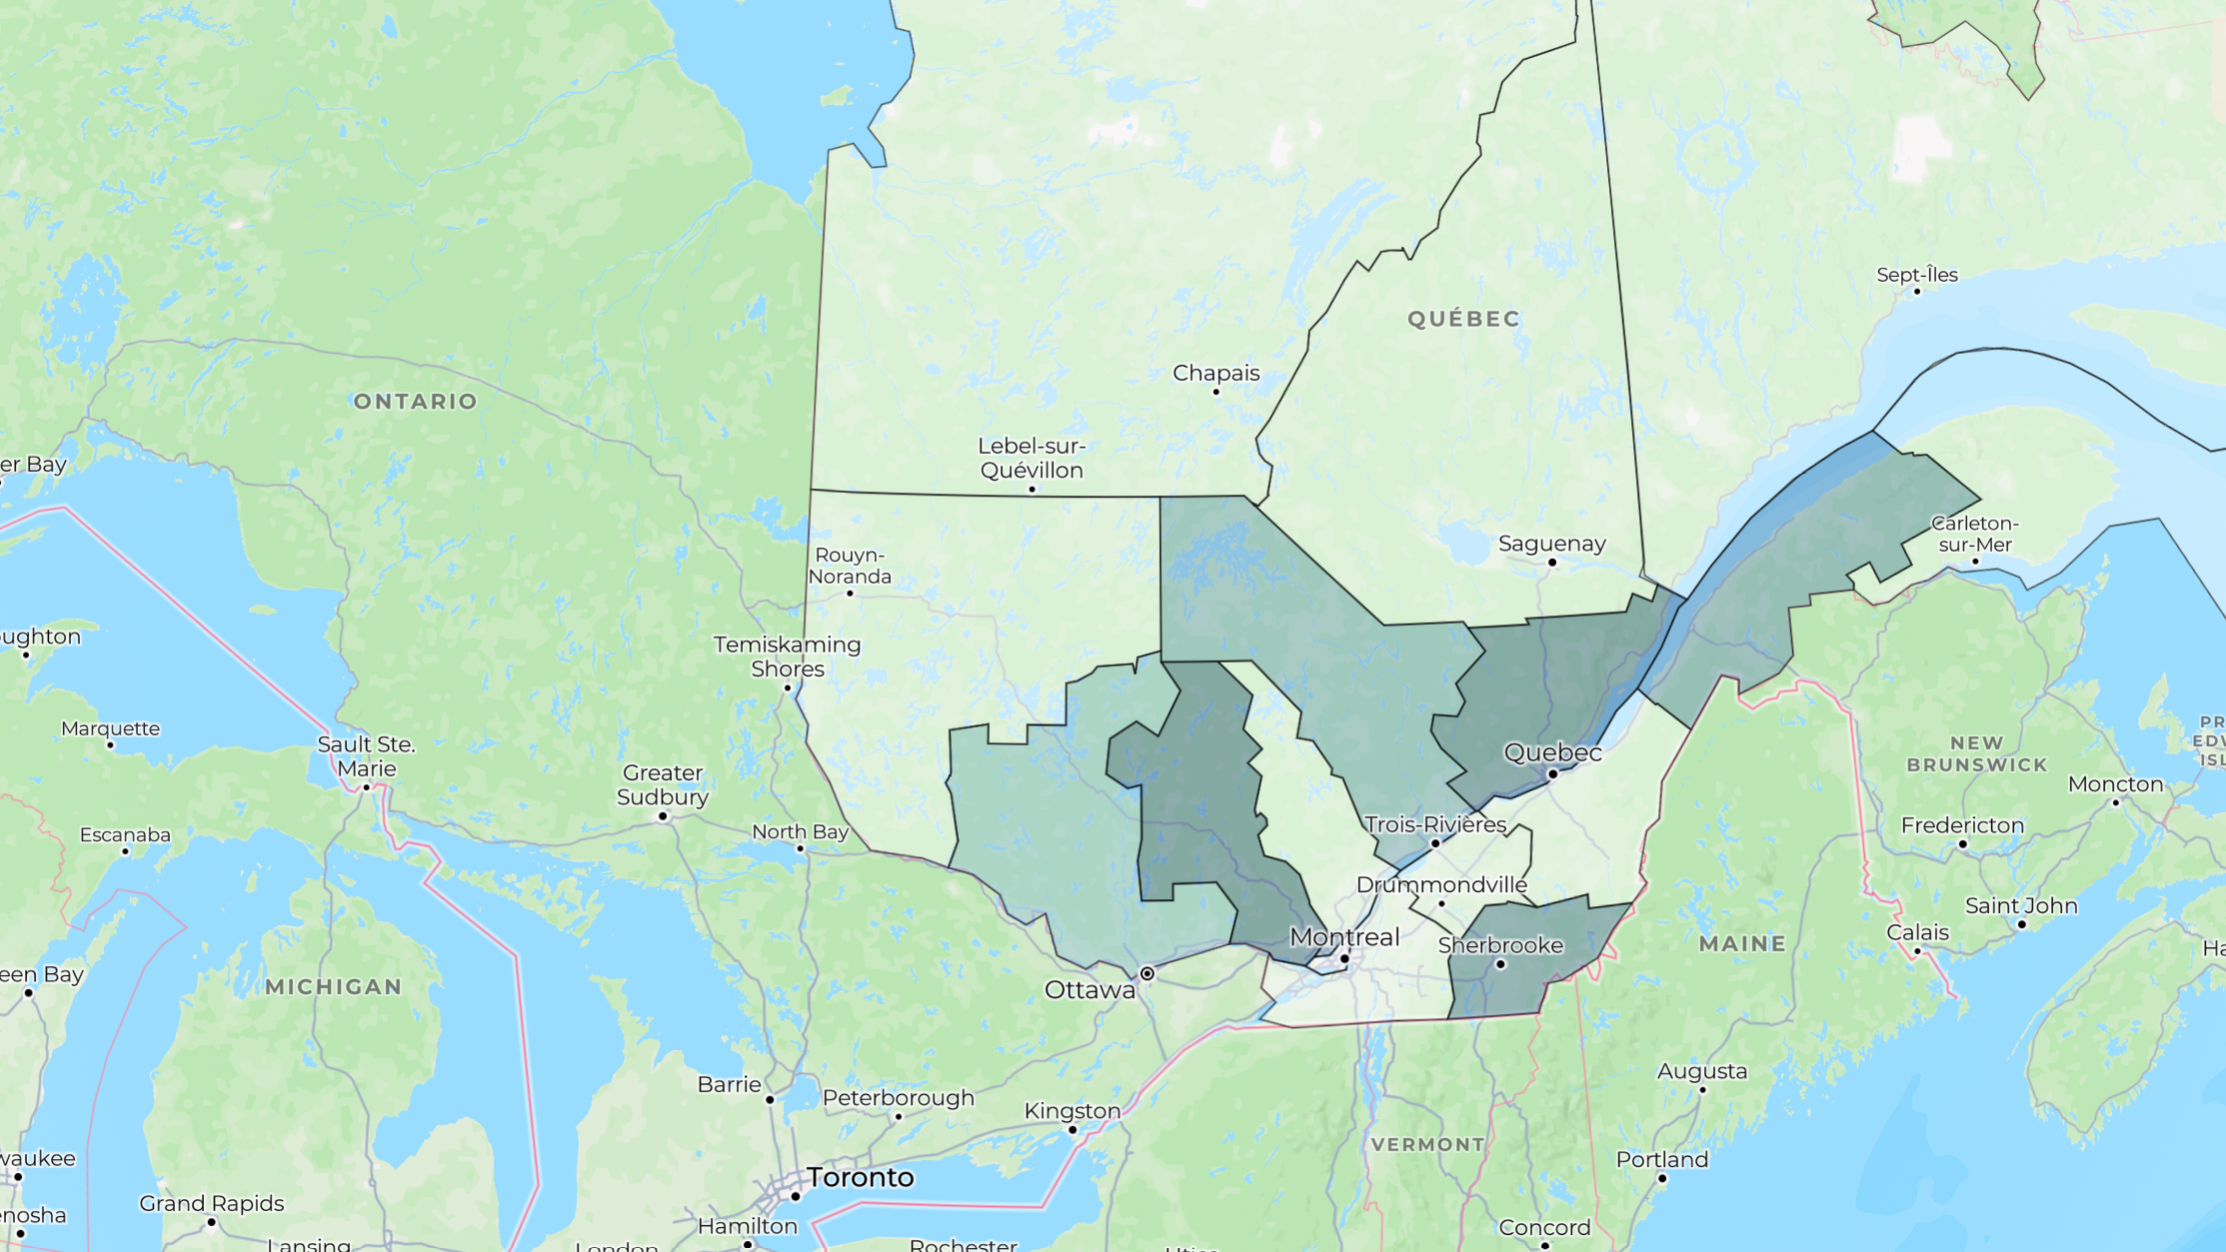 Sept-Îles
QUÉBEC
Chapais
ONTARIO
Lebel-sur-
Quévillon
er Bay
Carleton-
sur-Mer
Saguenay
Rouyn-
Noranda
oughton
Temiskaming
Shores
Marquette
Sault Ste.
Marie
Quebec
PR
EDW
ISL
NEW
BRUNSWICK
Greater
Sudbury
Moncton
Escanaba
North Bay
Trois-Rivières
Fredericton
Drummondville
Saint John
Calais
Montreal
Sherbrooke
MAINE
Ha
een Bay
MICHIGAN
Ottawa
Augusta
Barrie
Peterborough
Kingston
VERMONT
waukee
Portland
Toronto
Grand Rapids
enosha
Hamilton
Concord
Lansing
London
Rochester
Utica